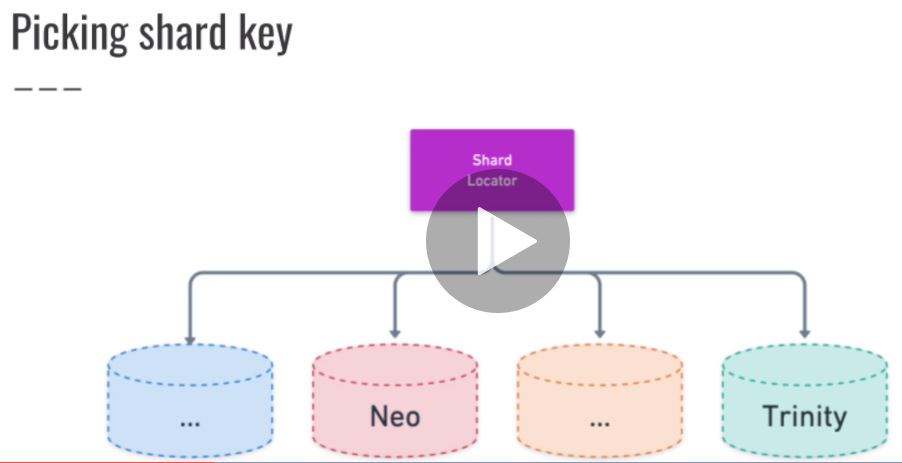 Picking shard key
Shard
Locator
...
Neo
...
Trinity